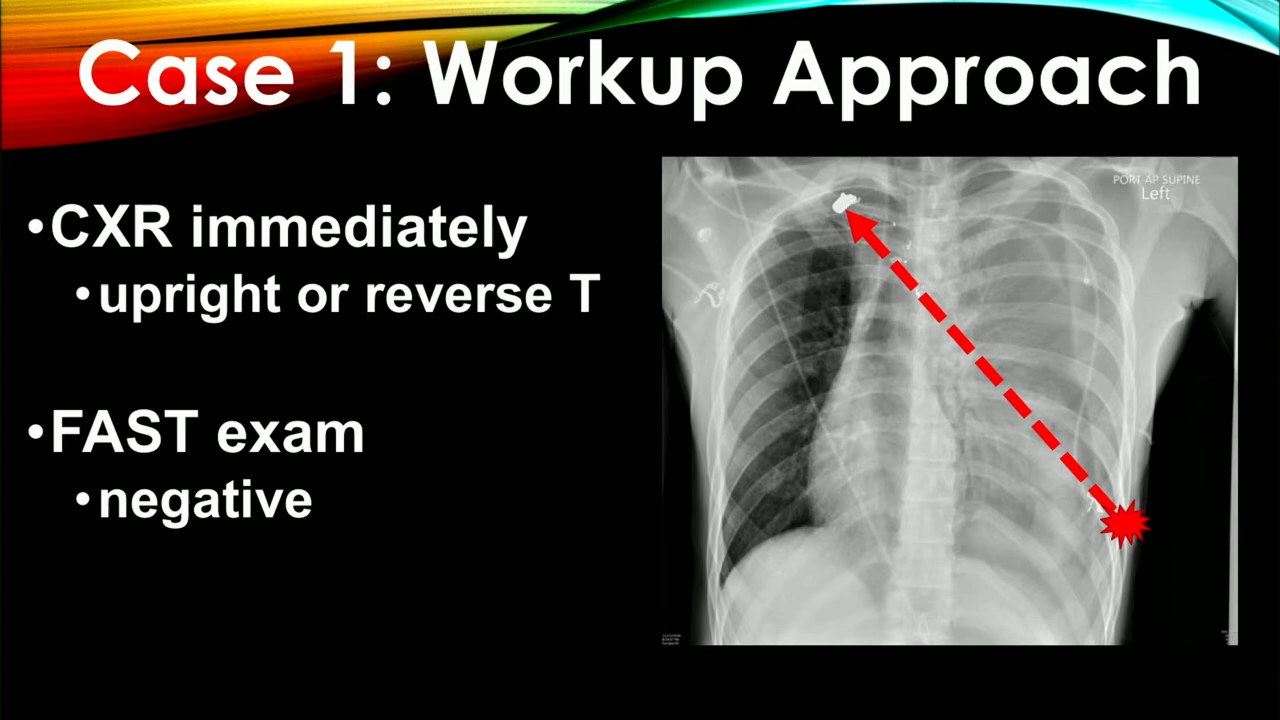 Case 1: Workup Approach
•CXR immediately
•upright or reverse T
•FAST exam
•negative
PORT AP SUPINE
Left